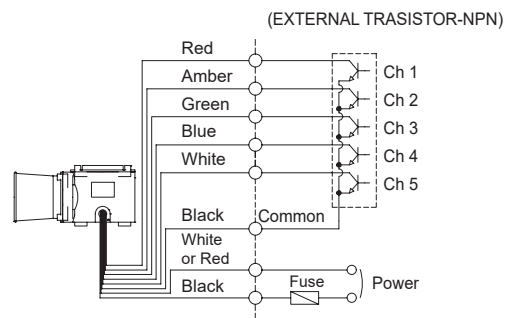 (EXTERNAL TRASISTOR-NPN)
Red
Ch 1
Amber
Ch 2
Green
Ch 3
Blue
Ch 4
White
Ch 5
Black
Common
White
or Red
Fuse
Power
Black